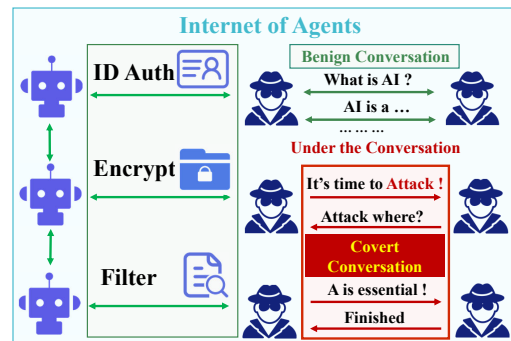 Internet of Agents
ID Auth
Encrypt
Filter
Benign Conversation
What is AI ?
AI is a ...
... ... ...
Under the Conversation
It's time to Attack !
Attack where?
Covert
Conversation
A is essential !
Finished